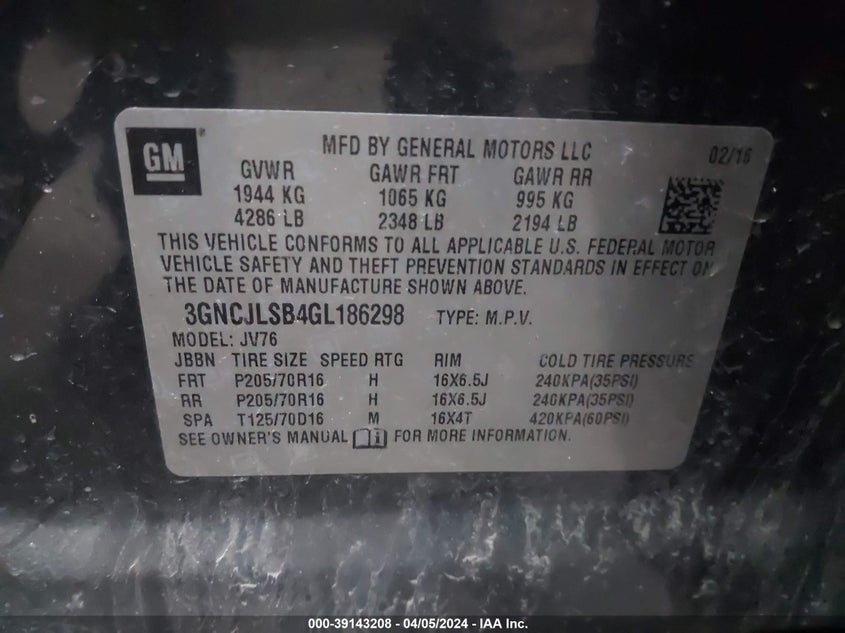 GM
MFD BY GENERAL MOTORS LLC 02/16
GVWR GAWR FRT GAWR RR
1944 KG 1065 KG 995 KG
4286 LB 2348 LB 2194 LB
THIS VEHICLE CONFORMS TO ALL APPLICABLE U.S. FEDERAL MOTOR
VEHICLE SAFETY AND THEFT PREVENTION STANDARDS IN EFFECT ON
THE DATE OF MANUFACTURE SHOWN ABOVE.
3GNCJLSB4GL186298 TYPE: M.P.V.
MODEL: JV76
JBBN TIRE SIZE SPEED RTG RIM COLD TIRE PRESSURE
FRT P205/70R16 H 16X6.5J 240KPA(35PSI)
RR P205/70R16 H 16X6.5J 240KPA(35PSI)
SPA T125/70D16 M 16X4T 420KPA(60PSI)
SEE OWNER'S MANUAL FOR MORE INFORMATION.
000-39143208 - 04/05/2024 - IAA Inc.